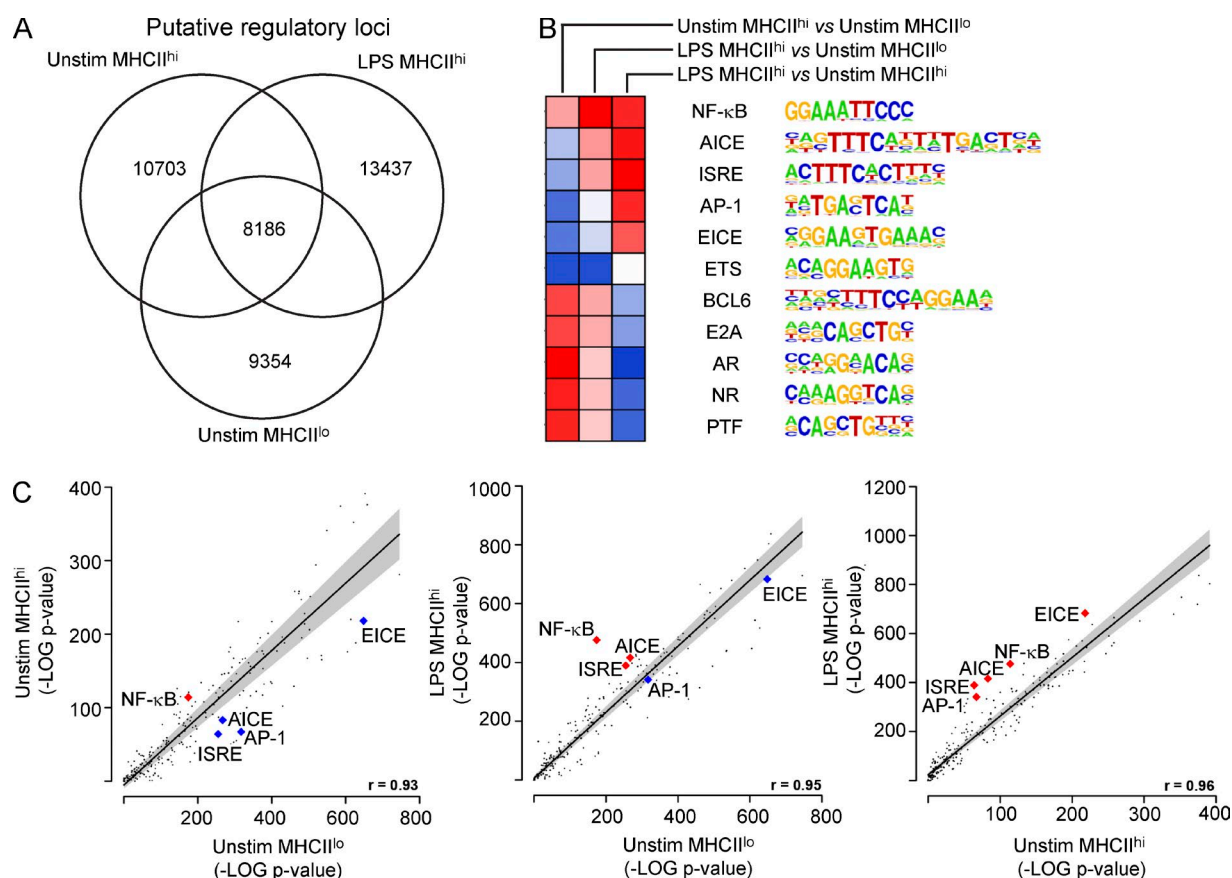 A Putative regulatory loci
Unstim MHCII^hi LPS MHCII^hi
10703 13437
8186
9354
Unstim MHCII^lo
B Unstim MHCII^hi vs Unstim MHCII^lo
LPS MHCII^hi vs Unstim MHCII^lo
LPS MHCII^hi vs Unstim MHCII^hi
NF-κB GGAAATTCCC
AICE
ISRE
AP-1
EICE
ETS
BCL6
E2A
AR
NR
PTF
C
Unstim MHCII^hi
(-LOG p-value)
400
300
200
100
0
NF-κB
EICE
AICE
ISRE
AP-1
r = 0.93
0 200 400 600 800
Unstim MHCII^lo
(-LOG p-value)
LPS MHCII^hi
(-LOG p-value)
1000
800
600
400
200
0
NF-κB
AICE
ISRE
EICE
AP-1
r = 0.95
0 200 400 600 800
Unstim MHCII^lo
(-LOG p-value)
LPS MHCII^hi
(-LOG p-value)
1200
1000
800
600
400
200
0
EICE
NF-κB
AICE
ISRE
AP-1
r = 0.96
0 100 200 300 400
Unstim MHCII^hi
(-LOG p-value)